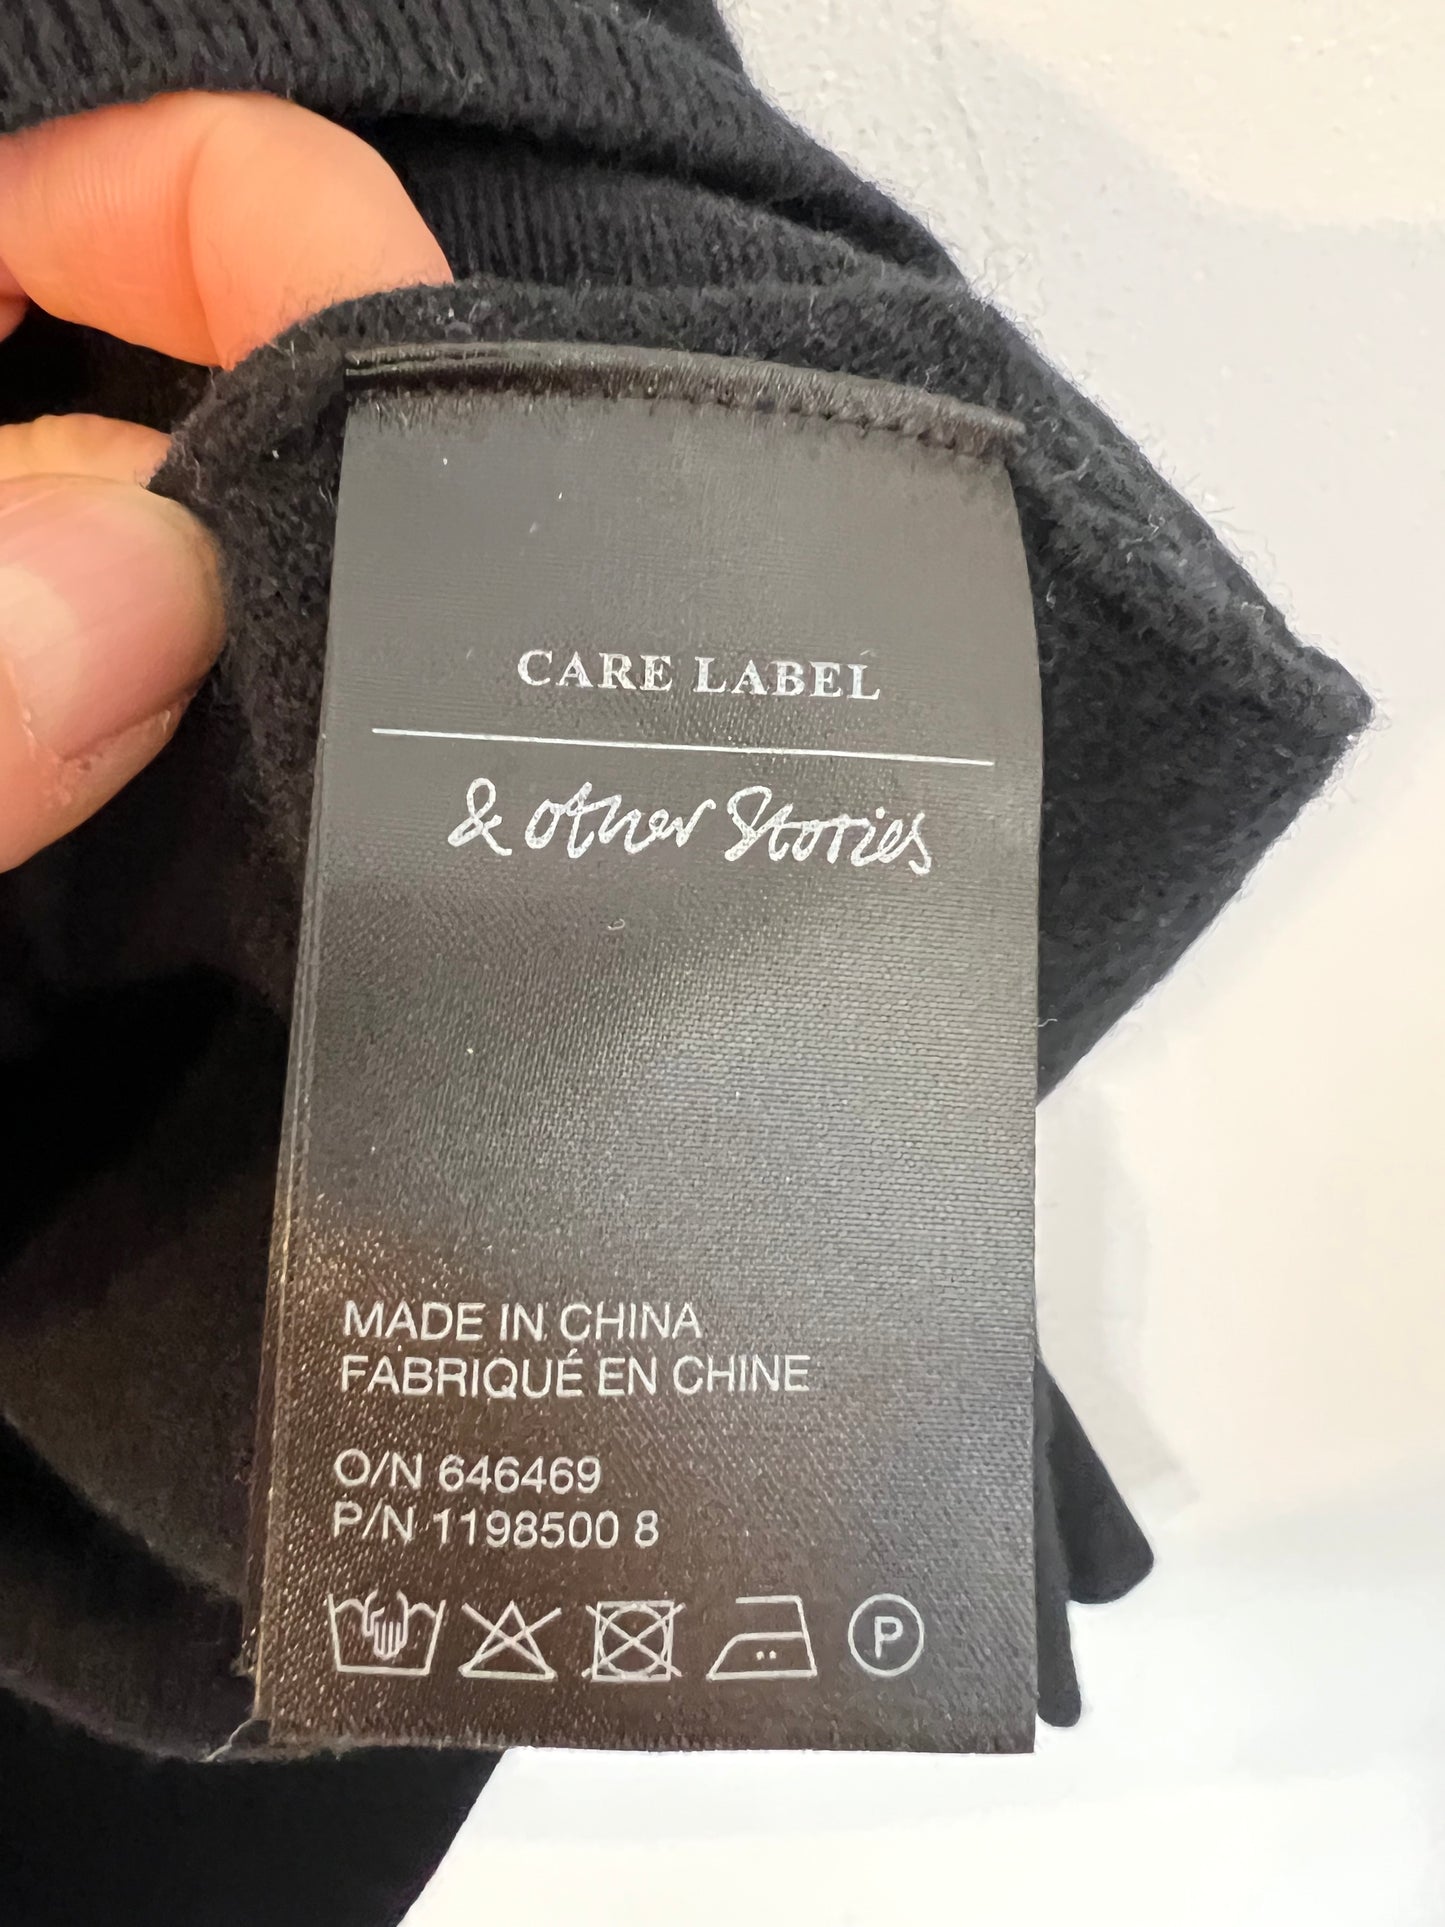 CARE LABEL
& other Stories
MADE IN CHINA
FABRIQUÉ EN CHINE
O/N 646469
P/N 1198500 8
P